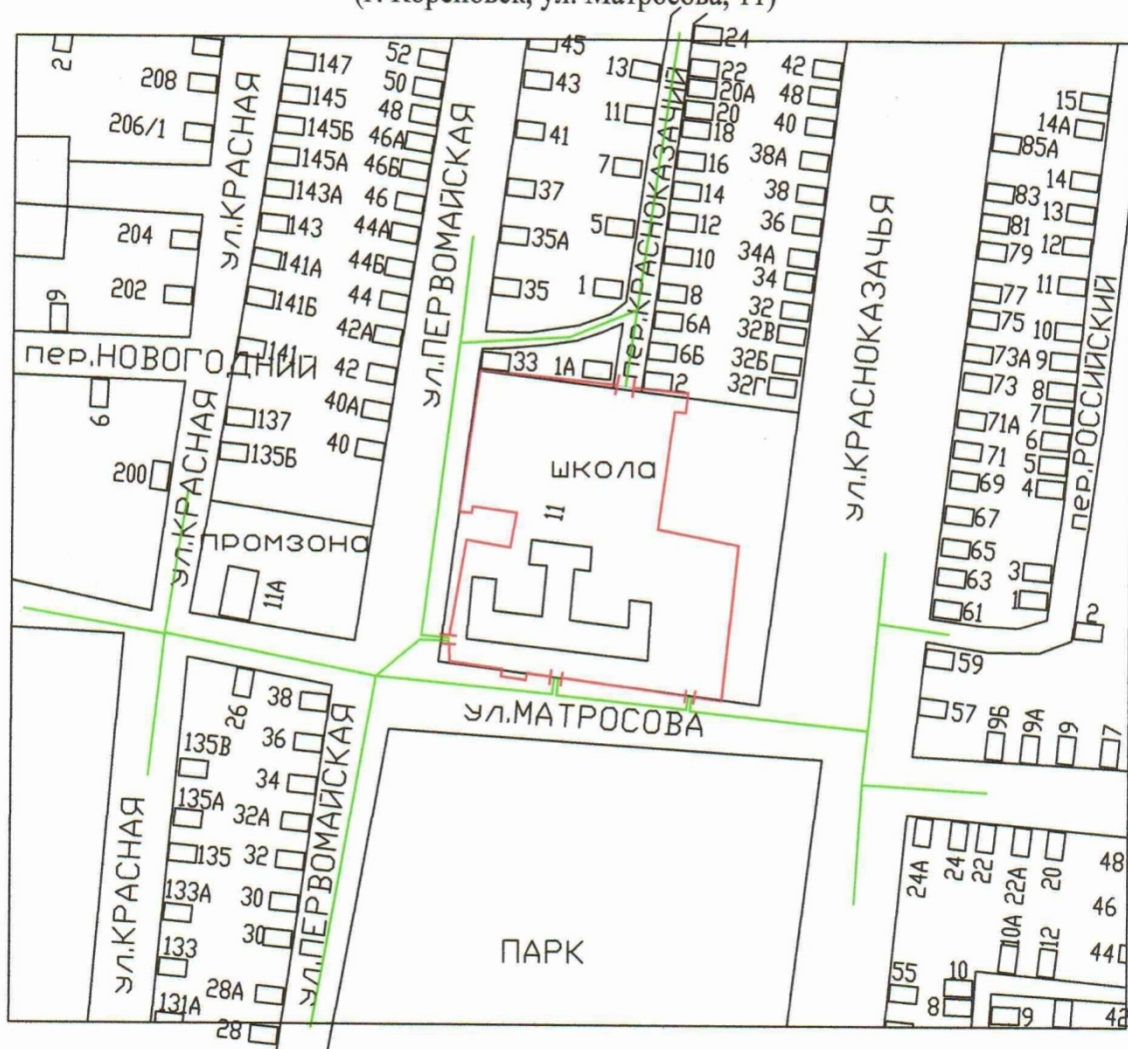 (г. Кореновск, ул. Матросова, 11)
2
208
206/1
204
202
9
ул.КРАСНАЯ
147
145
145Б
145А
143А
143
141А
141Б
141
137
135Б
52
50
48
46А
46Б
46
44А
44Б
44
42А
42
40А
40
ул.ПЕРВОМАЙСКАЯ
45
43
41
37
35А
35
33
13
11
7
5
1
1А
пер.КРАСНОКАЗАЧИЙ
24
22
20А
20
18
16
14
12
10
8
6А
6Б
2
42
48
40
38А
38
36
34А
34
32
32В
32Б
32Г
ул.КРАСНОКАЗАЧЬЯ
85А
83
81
79
77
75
73А
73
71А
71
69
67
65
63
61
59
57
15
14А
14
13
12
11
10
9
8
7
6
5
4
3
1
2
пер.РОССИЙСКИЙ
пер.НОВОГОДНИЙ
6
200
ул.КРАСНАЯ
промзона
11А
школа
11
ул.МАТРОСОВА
9Б
9А
9
7
26
38
36
34
32А
32
30
30
28А
28
135В
135А
135
133А
133
131А
ул.КРАСНАЯ
ул.ПЕРВОМАЙСКАЯ
ПАРК
24А
24
22
22А
20
48
46
44
10А
12
55
10
8
9
42